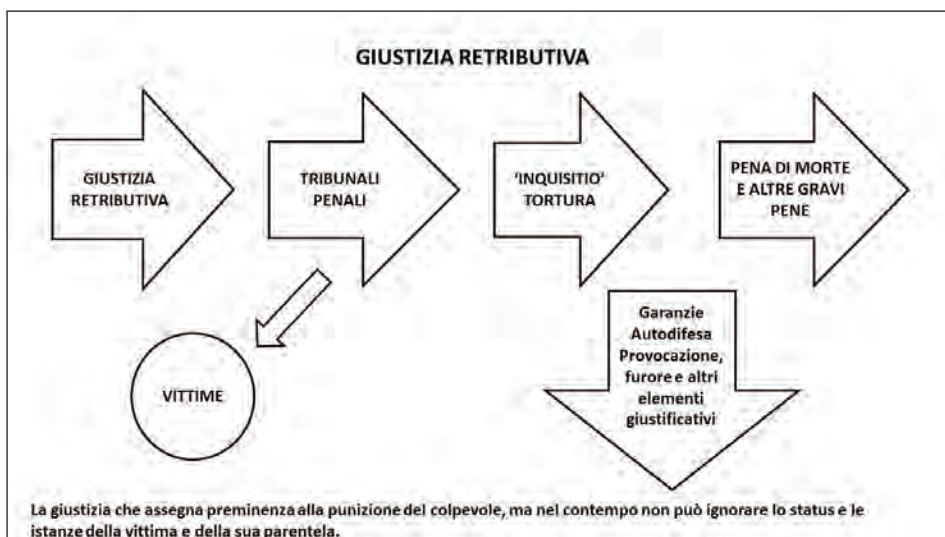 GIUSTIZIA RETRIBUTIVA
GIUSTIZIA
RETRIBUTIVA
TRIBUNALI
PENALI
'INQUISITIO'
TORTURA
PENA DI MORTE
E ALTRE GRAVI
PENE
VITTIME
Garanzie
Autodifesa
Provocazione,
furore e altri
elementi
giustificativi
La giustizia che assegna preminenza alla punizione del colpevole, ma nel contempo non può ignorare lo status e le
istanze della vittima e della sua parentela.